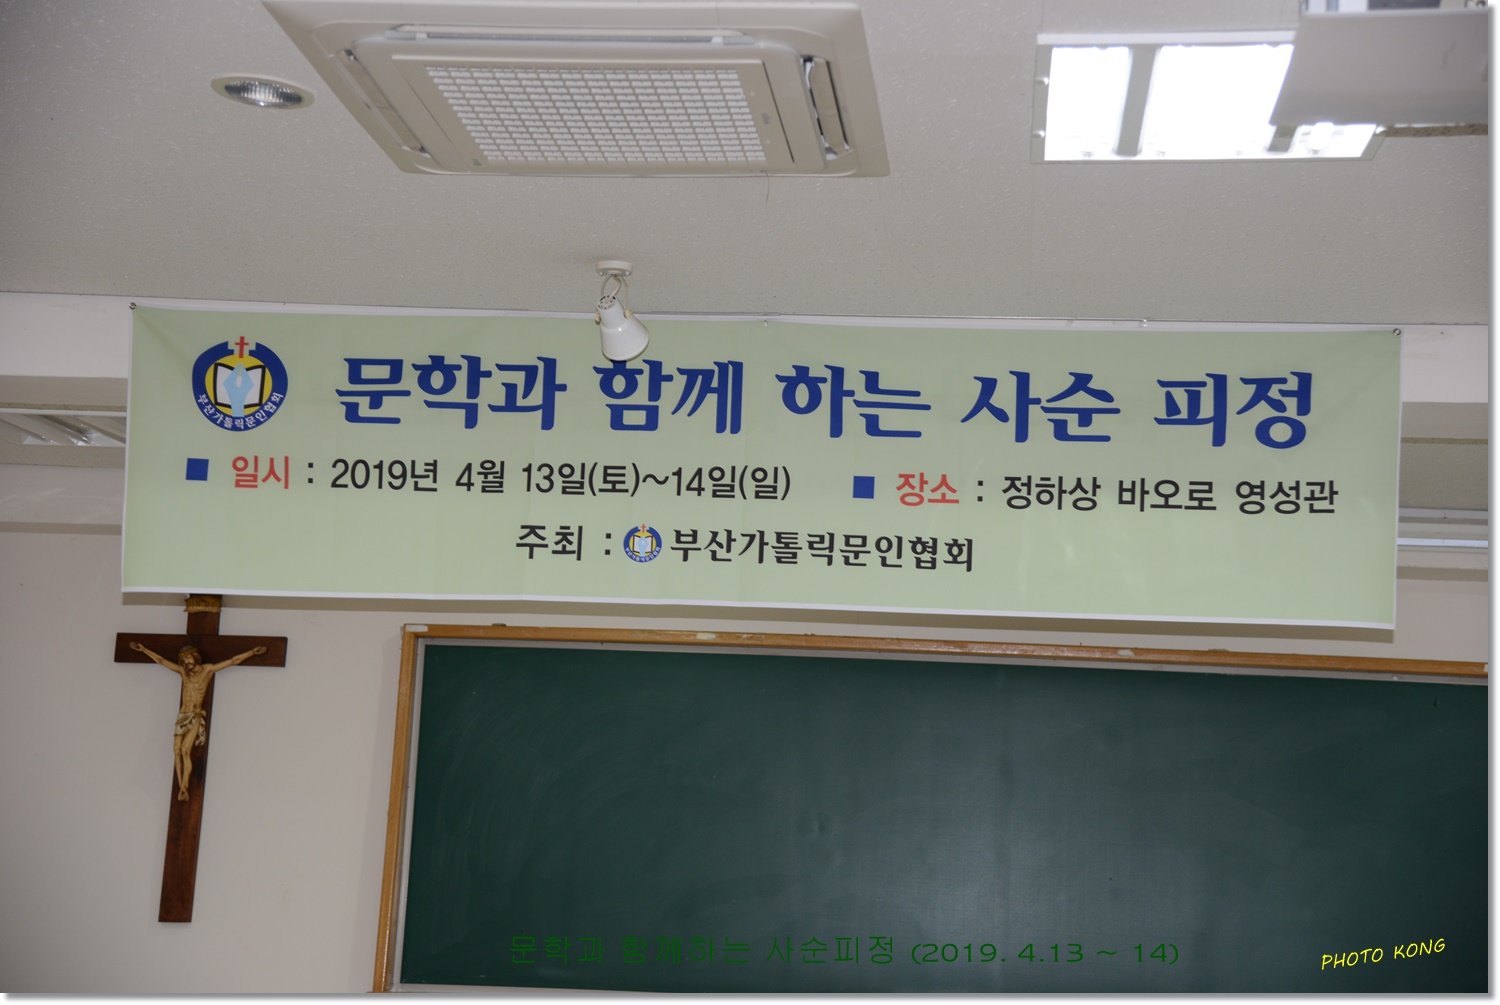 부산가톨릭문인협회
문학과 함께 하는 사순 피정
■ 일시 : 2019년 4월 13일(토)~14일(일) ■ 장소 : 정하상 바오로 영성관
주최 : 부산가톨릭문인협회
문학과 함께하는 사순피정 (2019. 4.13 ~ 14)
PHOTO KONG